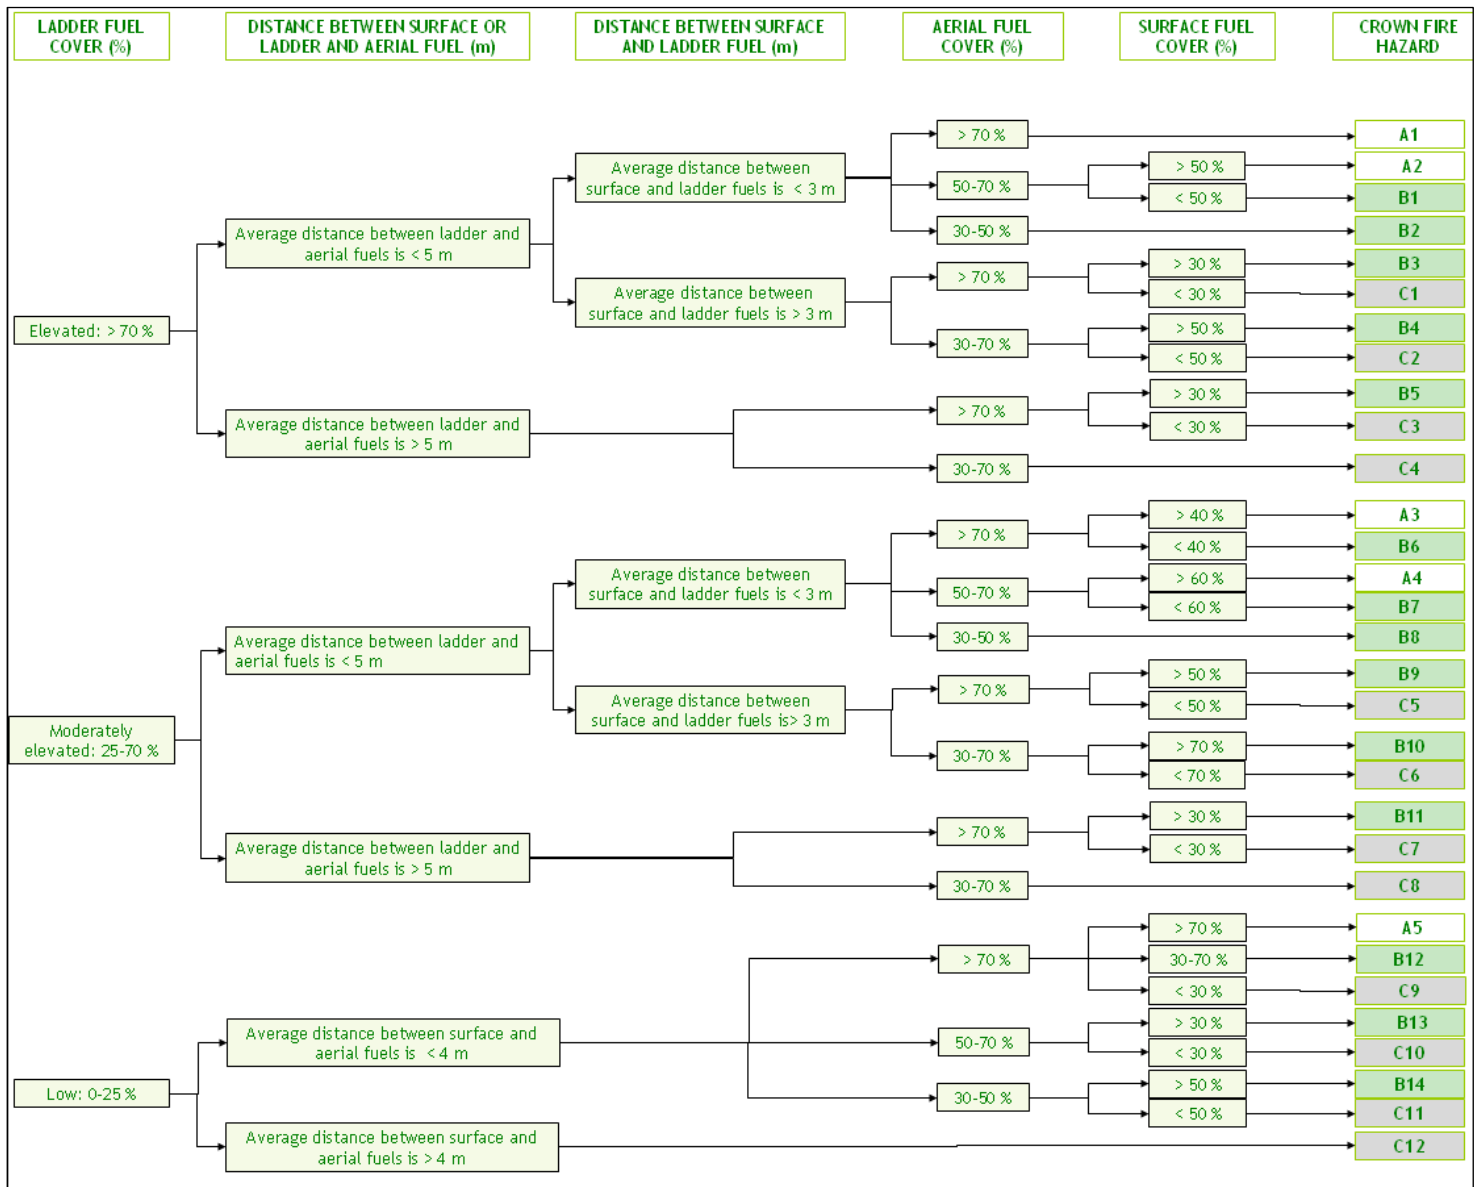 LADDER FUEL
COVER (%)
DISTANCE BETWEEN SURFACE OR
LADDER AND AERIAL FUEL (m)
DISTANCE BETWEEN SURFACE
AND LADDER FUEL (m)
AERIAL FUEL
COVER (%)
SURFACE FUEL
COVER (%)
CROWN FIRE
HAZARD
Elevated: > 70 %
Average distance between ladder and
aerial fuels is < 5 m
Average distance between
surface and ladder fuels is < 3 m
> 70 %
A1
50-70 %
> 50 %
A2
< 50 %
B1
30-50 %
B2
Average distance between
surface and ladder fuels is > 3 m
> 70 %
> 30 %
B3
< 30 %
C1
30-70 %
> 50 %
B4
< 50 %
C2
Average distance between ladder and
aerial fuels is > 5 m
> 70 %
> 30 %
B5
< 30 %
C3
30-70 %
C4
Moderately
elevated: 25-70 %
Average distance between ladder and
aerial fuels is < 5 m
Average distance between
surface and ladder fuels is < 3 m
> 70 %
> 40 %
A3
< 40 %
B6
50-70 %
> 60 %
A4
< 60 %
B7
30-50 %
B8
Average distance between
surface and ladder fuels is> 3 m
> 70 %
> 50 %
B9
< 50 %
C5
30-70 %
> 70 %
B10
< 70 %
C6
Average distance between ladder and
aerial fuels is > 5 m
> 70 %
> 30 %
B11
< 30 %
C7
30-70 %
C8
Low: 0-25 %
Average distance between surface and
aerial fuels is < 4 m
> 70 %
> 70 %
A5
30-70 %
B12
< 30 %
C9
50-70 %
> 30 %
B13
< 30 %
C10
30-50 %
> 50 %
B14
< 50 %
C11
Average distance between surface and
aerial fuels is > 4 m
C12